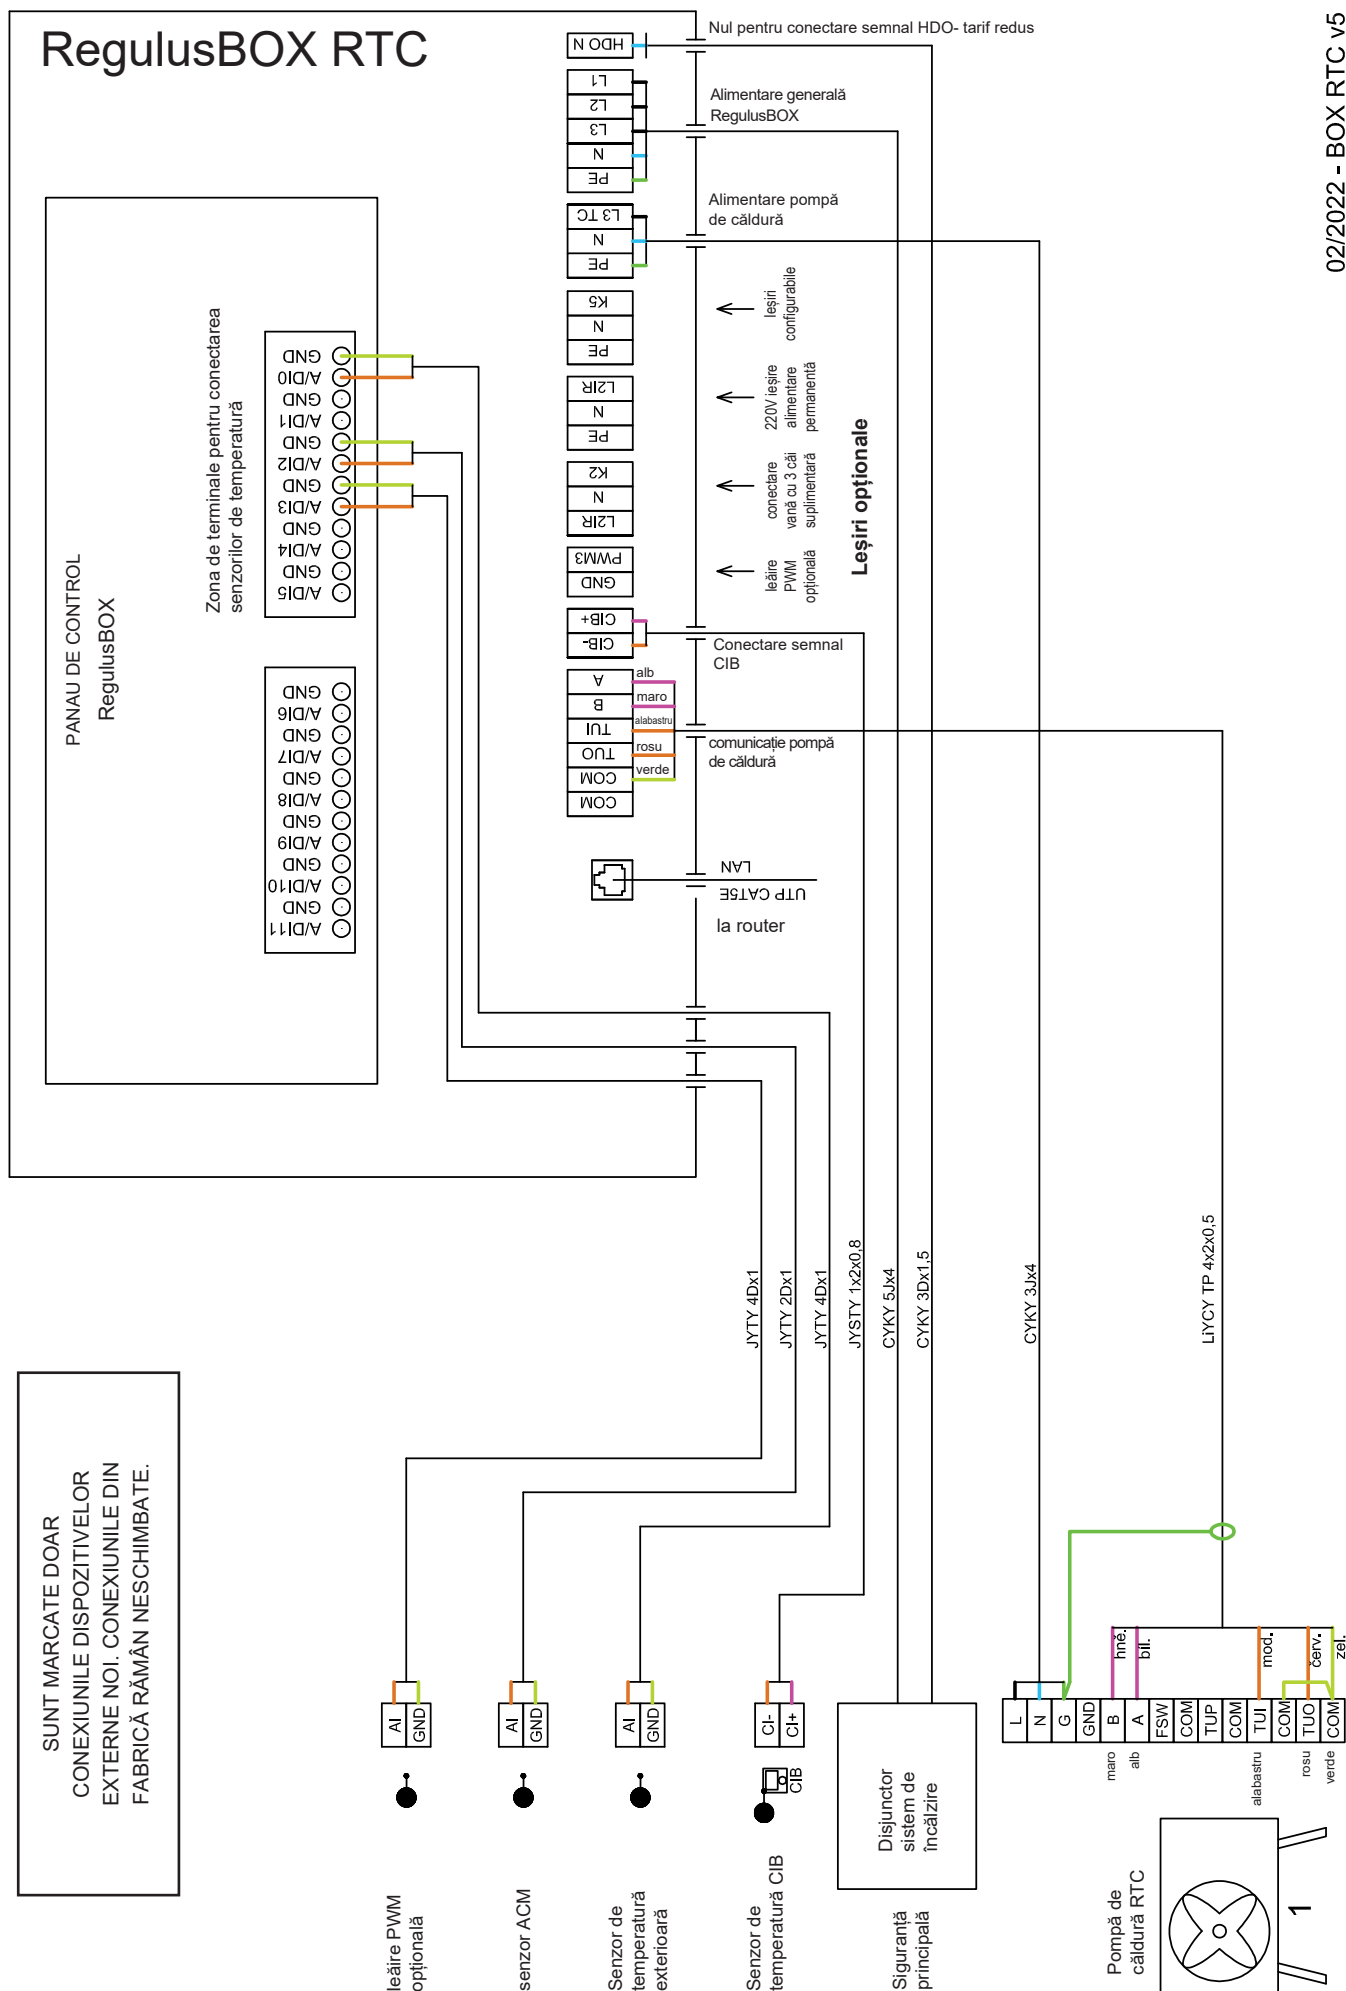 RegulusBOX RTC
02/2022 - BOX RTC v5
PANAU DE CONTROL
RegulusBOX
Zona de terminale pentru conectarea
senzorilor de temperatură
GND
A/DI0
GND
A/DI1
GND
A/DI2
GND
A/DI3
GND
A/DI4
GND
A/DI5
GND
A/DI6
GND
A/DI7
GND
A/DI8
GND
A/DI9
GND
A/DI10
GND
A/DI11
HDO N
Nul pentru conectare semnal HDO- tarif redus
L1
L2
L3
N
PE
Alimentare generală
RegulusBOX
L3 TC
N
PE
Alimentare pompă
de căldură
K5
N
PE
Ieșiri
configurabile
L2IR
N
PE
220V ieșire
alimentare
permanentă
K2
N
L2IR
conectare
vană cu 3 căi
suplimentară
PWM3
GND
Ieăire
PWM
opțională
Leșiri opționale
CIB+
CIB-
Conectare semnal
CIB
A
B
TUI
TUO
COM
COM
alb
maro
alabastru
rosu
verde
comunicație pompă
de căldură
LAN
UTP CAT5E
la router
JYTY 4Dx1
JYTY 2Dx1
JYTY 4Dx1
JYSTY 1x2x0,8
CYKY 5Jx4
CYKY 3Dx1,5
CYKY 3Jx4
LiYCY TP 4x2x0,5
SUNT MARCATE DOAR
CONEXIUNILE DISPOZITIVELOR
EXTERNE NOI. CONEXIUNILE DIN
FABRICĂ RĂMÂN NESCHIMBATE.
AI
GND
Ieăire PWM
opțională
AI
GND
senzor ACM
AI
GND
Senzor de
temperatură
exterioară
CI-
CI+
CIB
Senzor de
temperatură CIB
Disjunctor
sistem de
încălzire
Siguranță
principală
hně.
bíl.
mod.
červ.
zel.
L
N
G
GND
B
A
FSW
COM
TUP
COM
TUI
COM
TUO
COM
maro
alb
alabastru
rosu
verde
Pompă de
căldură RTC
1